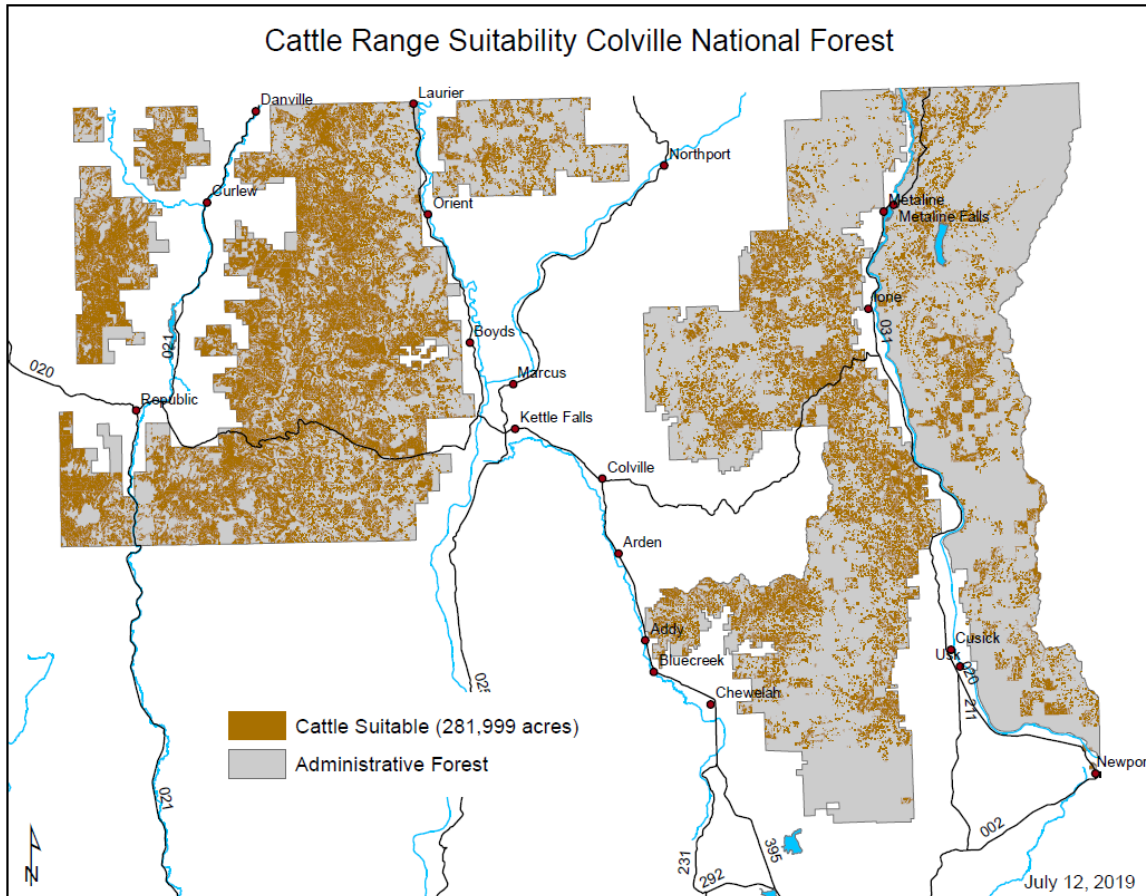 Cattle Range Suitability Colville National Forest
Danville
Laurier
Northport
Curlew
Orient
Metaline
Metaline Falls
Ione
031
Boyds
021
020
Marcus
Republic
Kettle Falls
Colville
Arden
Addy
Cusick
Usk
020
Bluecreek
211
Chewelah
025
Cattle Suitable (281,999 acres)
Administrative Forest
Newpor
021
002
395
231
292
N
July 12, 2019